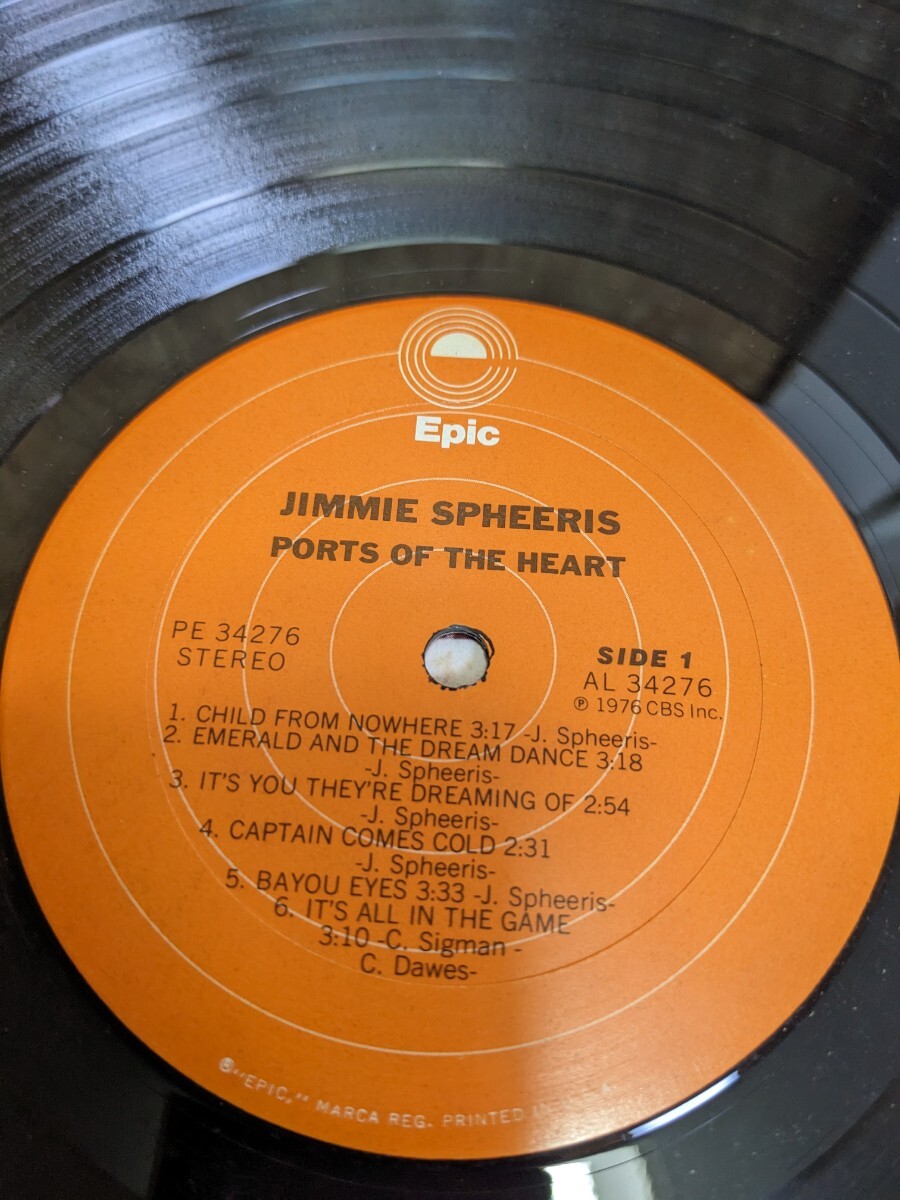 Epic
JIMMIE SPHEERIS
PORTS OF THE HEART
PE 34276
STEREO
SIDE 1
AL 34276
℗ 1976 CBS Inc.
1. CHILD FROM NOWHERE 3:17 -J. Spheeris-
2. EMERALD AND THE DREAM DANCE 3:18
-J. Spheeris-
3. IT'S YOU THEY'RE DREAMING OF 2:54
-J. Spheeris-
4. CAPTAIN COMES COLD 2:31
-J. Spheeris-
5. BAYOU EYES 3:33 -J. Spheeris-
6. IT'S ALL IN THE GAME
3:10 -C. Sigman -
C. Dawes-
® "EPIC," MARCA REG. PRINTED